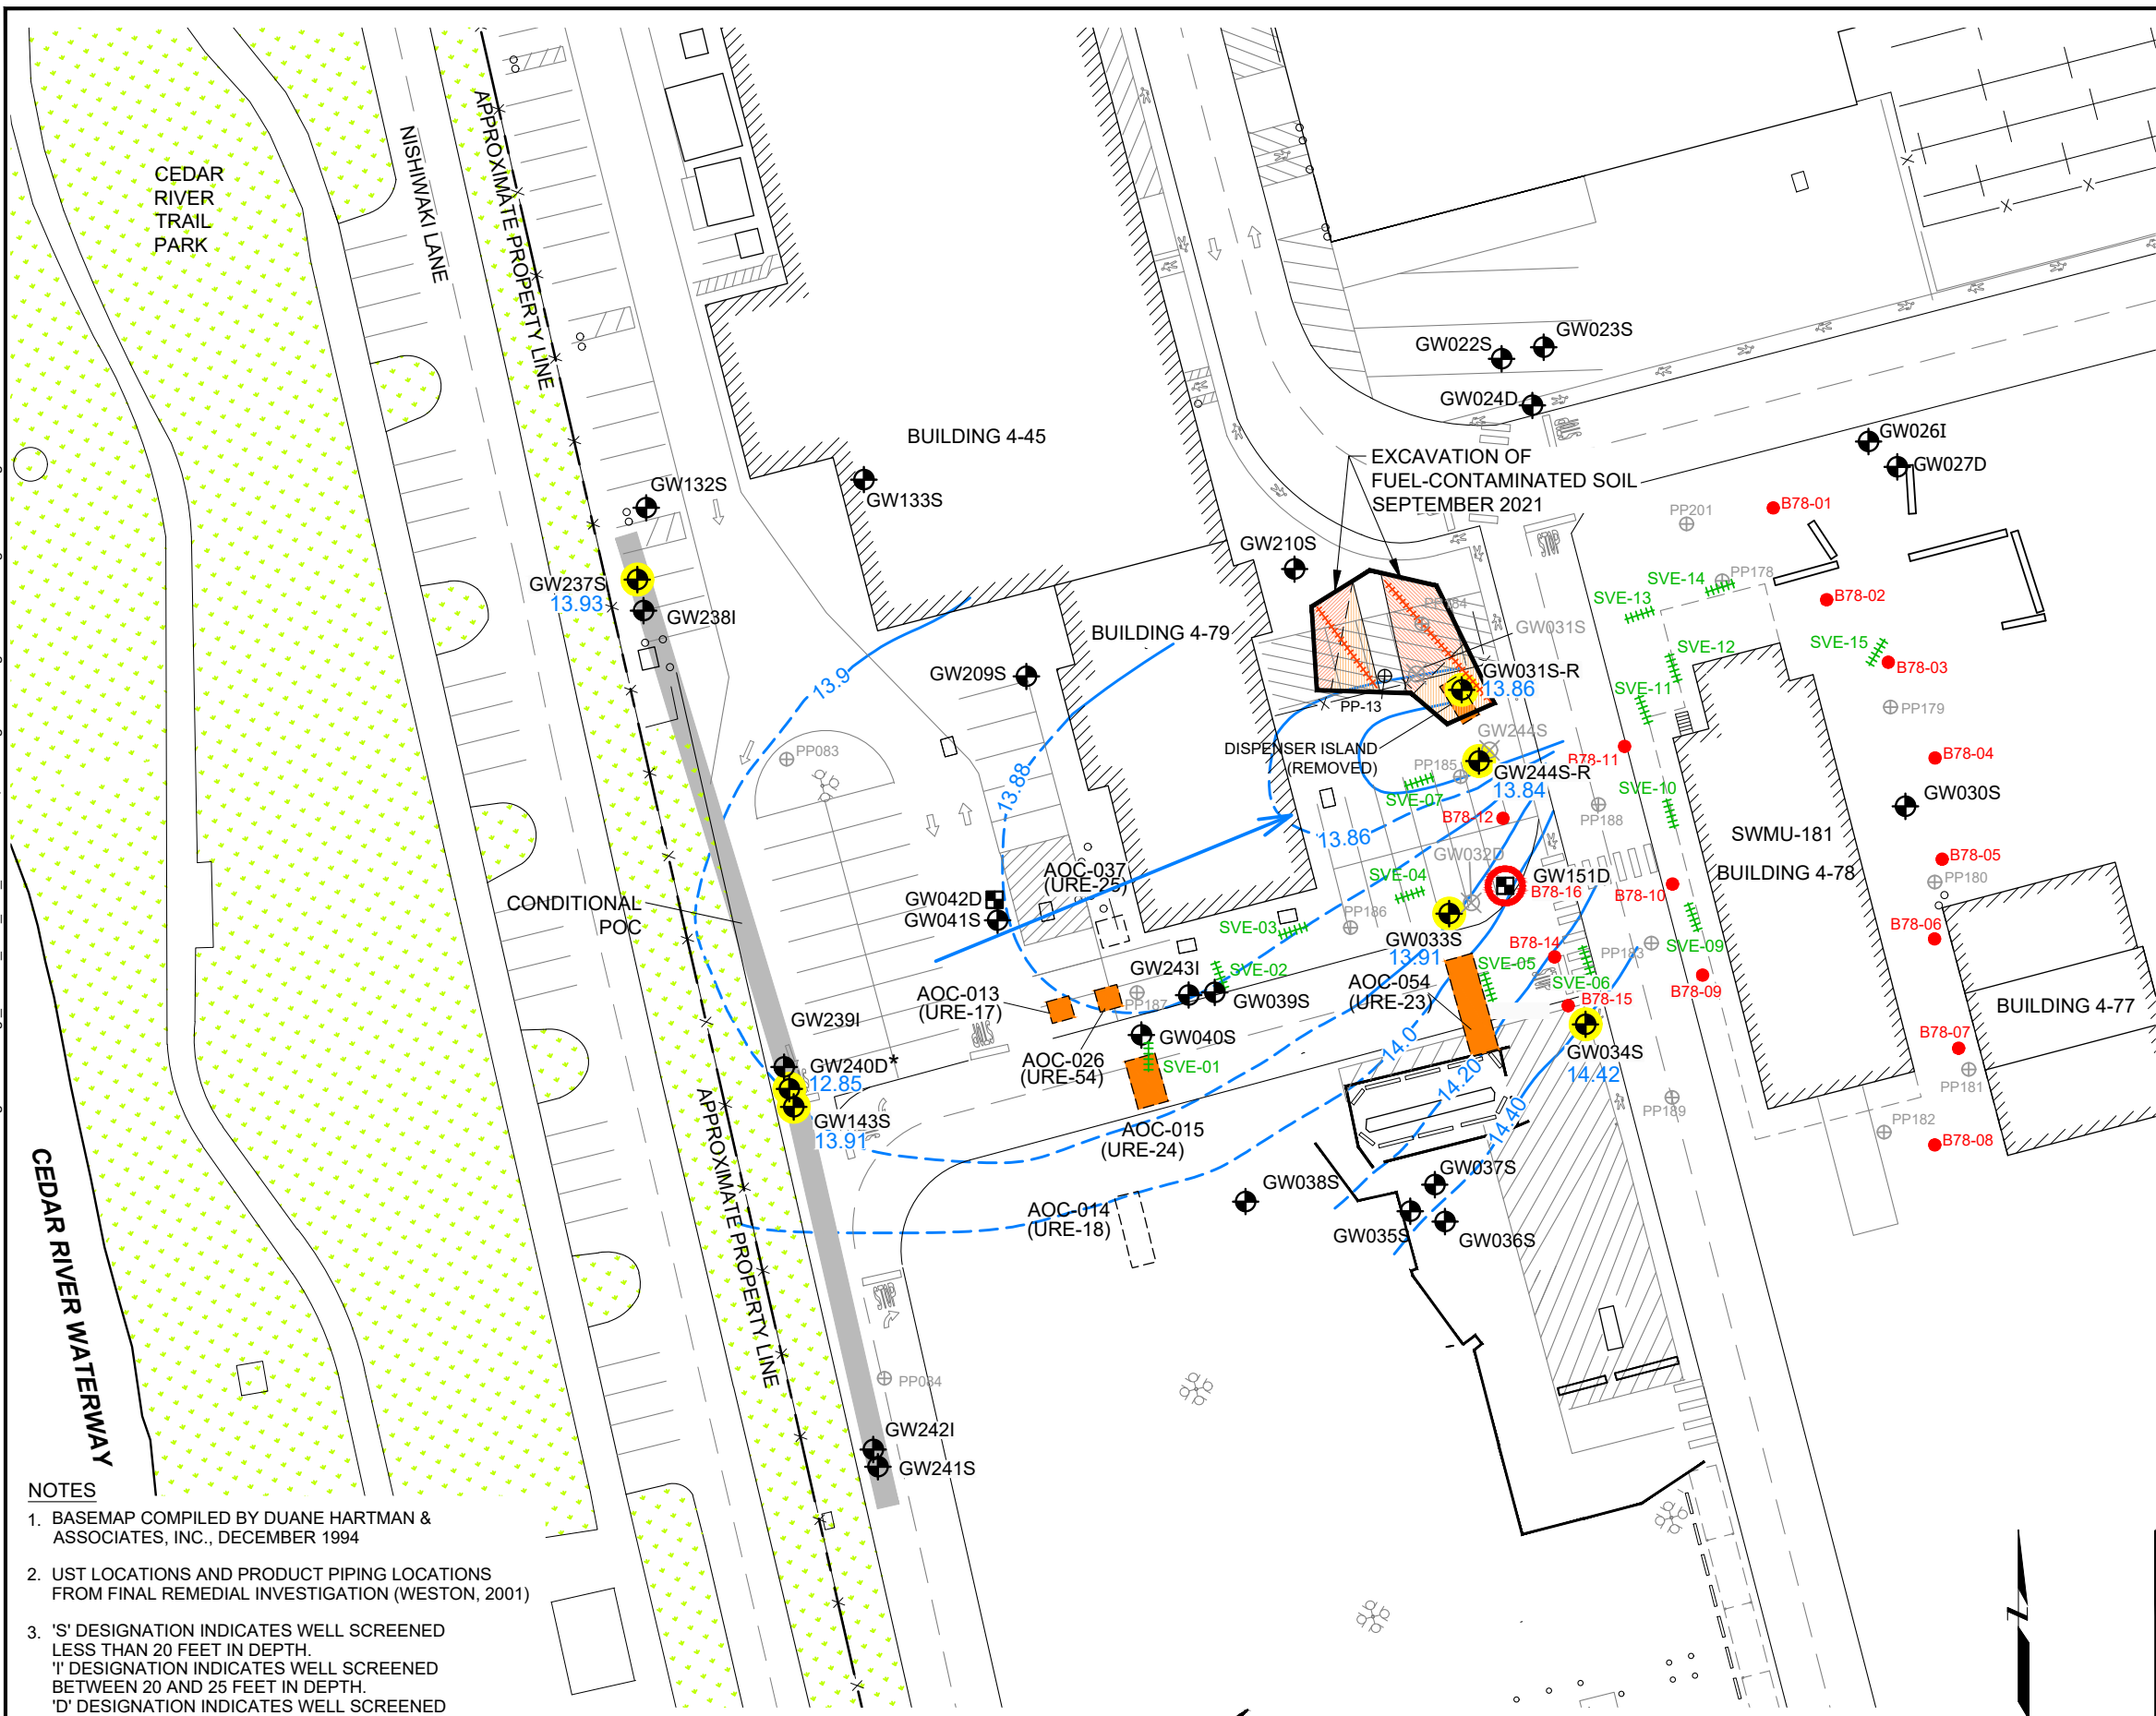 CEDAR
RIVER
TRAIL
PARK
NISHIWAKI LANE
APPROXIMATE PROPERTY LINE
BUILDING 4-45
GW022S
GW023S
GW024D
GW026I
GW027D
EXCAVATION OF
FUEL-CONTAMINATED SOIL
SEPTEMBER 2021
GW132S
GW133S
PP201
B78-01
STOP
GW210S
GW237S
13.93
GW238I
SVE-14
PP178
SVE-13
B78-02
PP184
GW031S
BUILDING 4-79
SVE-12
SVE-15
B78-03
GW209S
13.9
GW031S-R
13.86
SVE-11
PP-13
PP179
GW244S
DISPENSER ISLAND
(REMOVED)
B78-11
B78-04
PP083
PP185
GW244S-R
13.84
13.88
SVE-07
SVE-10
GW030S
B78-12
PP188
13.86
SWMU-181
BUILDING 4-78
GW032D
B78-05
AOC-037
(URE-25)
SVE-04
GW151D
B78-16
B78-10
PP180
GW042D
GW041S
CONDITIONAL
POC
PP186
SVE-03
GW033S
13.91
B78-14
PP183
SVE-09
B78-06
GW243I
SVE-02
SVE-05
AOC-054
(URE-23)
SVE-06
B78-09
AOC-013
(URE-17)
PP187
GW039S
B78-15
BUILDING 4-77
GW239I
GW040S
14.0
GW034S
14.42
B78-07
AOC-026
(URE-54)
GW240D*
12.85
SVE-01
14.20
PP181
GW143S
13.91
PP189
AOC-015
(URE-24)
14.40
PP182
B78-08
APPROXIMATE PROPERTY LINE
GW037S
GW038S
AOC-014
(URE-18)
GW035S
GW036S
CEDAR RIVER WATERWAY
STOP
PP084
GW242I
GW241S
NOTES
1. BASEMAP COMPILED BY DUANE HARTMAN &
ASSOCIATES, INC., DECEMBER 1994
2. UST LOCATIONS AND PRODUCT PIPING LOCATIONS
FROM FINAL REMEDIAL INVESTIGATION (WESTON, 2001)
3. 'S' DESIGNATION INDICATES WELL SCREENED
LESS THAN 20 FEET IN DEPTH.
'I' DESIGNATION INDICATES WELL SCREENED
BETWEEN 20 AND 25 FEET IN DEPTH.
'D' DESIGNATION INDICATES WELL SCREENED